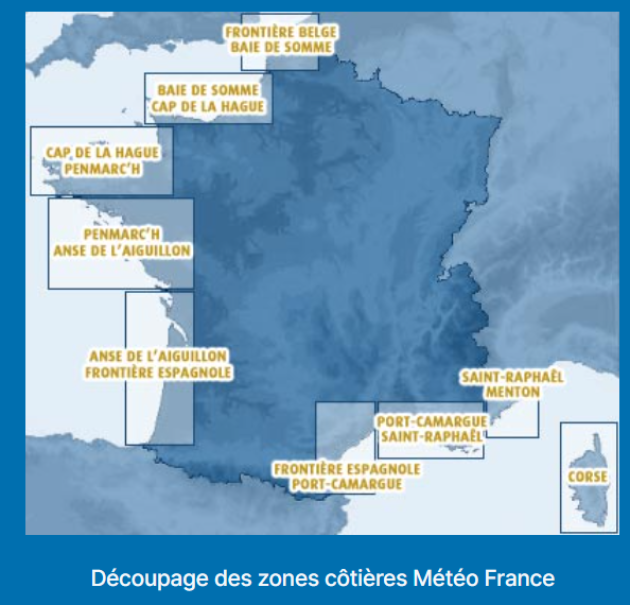 FRONTIÈRE BELGE
BAIE DE SOMME
BAIE DE SOMME
CAP DE LA HAGUE
CAP DE LA HAGUE
PENMARC'H
PENMARC'H
ANSE DE L'AIGUILLON
ANSE DE L'AIGUILLON
FRONTIÈRE ESPAGNOLE
SAINT-RAPHAËL
MENTON
PORT-CAMARGUE
SAINT-RAPHAËL
FRONTIÈRE ESPAGNOLE
PORT-CAMARGUE
CORSE
Découpage des zones côtières Météo France